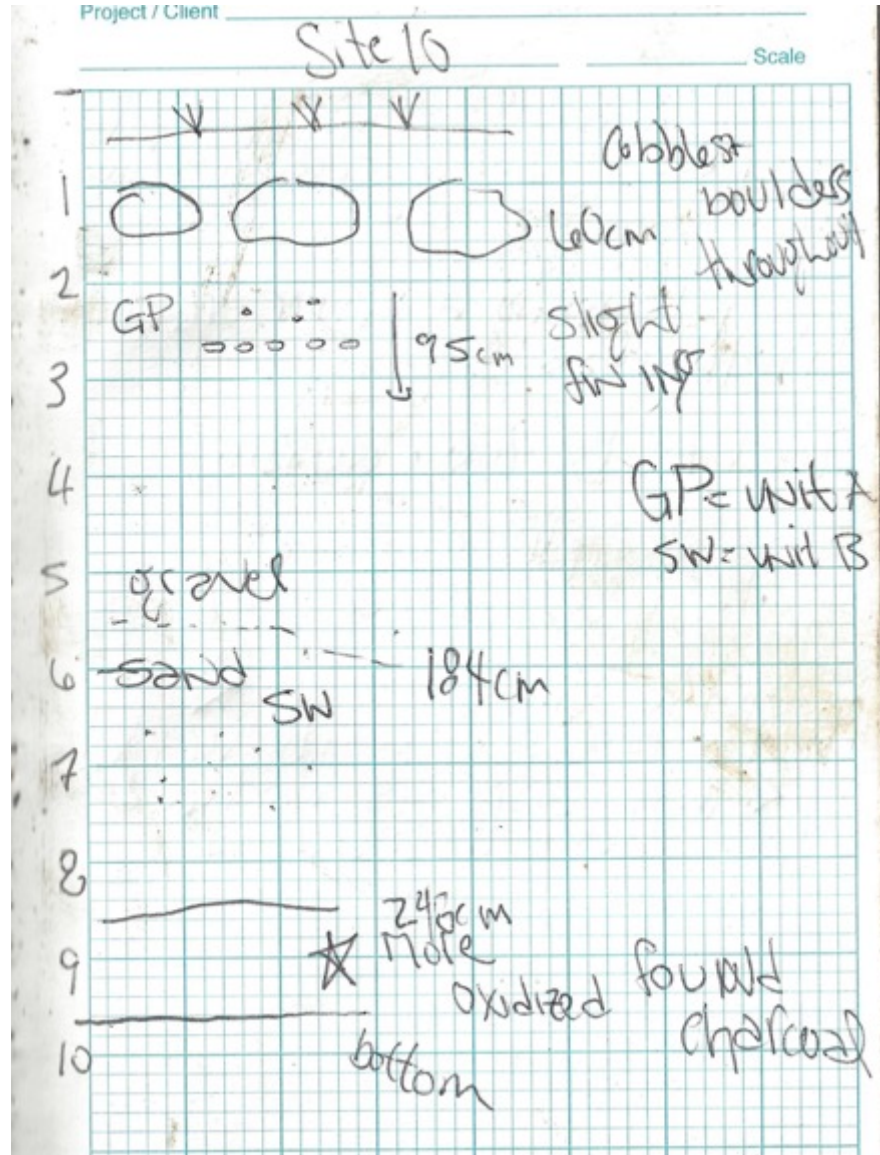 Project / Client
Site 10
Scale
1
Cobbles +
boulders
throughout
60cm
2
GP
95cm
slight
fining
3
4
GP = unit A
SW = unit B
5
gravel
6
sand
184cm
SW
7
8
246cm
9
More
oxidized
found
charcoal
10
bottom